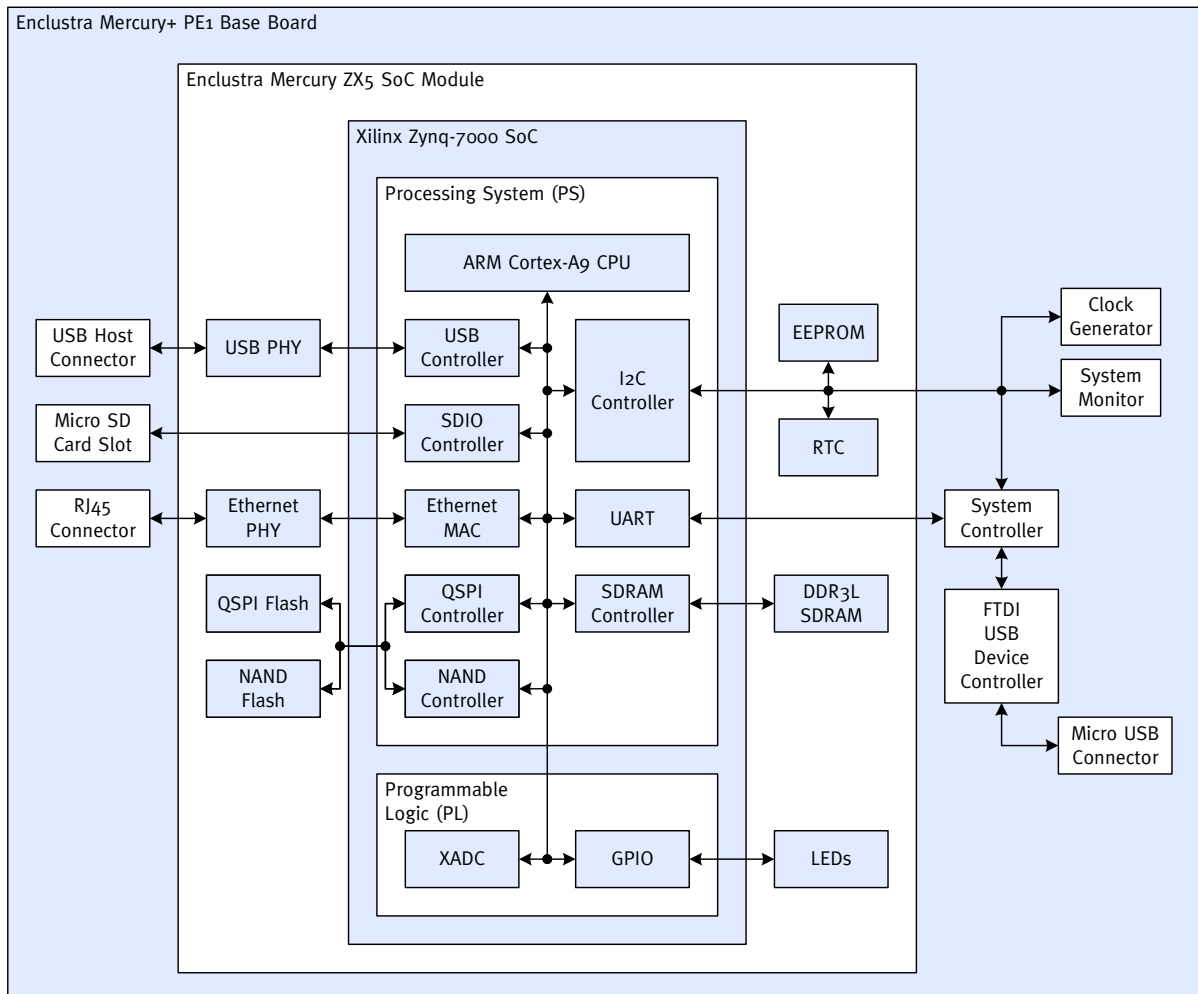 Enclustra Mercury+ PE1 Base Board
Enclustra Mercury ZX5 SoC Module
Xilinx Zynq-7000 SoC
Processing System (PS)
ARM Cortex-A9 CPU
USB Host
Connector
USB PHY
USB
Controller
I2C
Controller
EEPROM
Clock
Generator
System
Monitor
Micro SD
Card Slot
SDIO
Controller
RTC
RJ45
Connector
Ethernet
PHY
Ethernet
MAC
UART
System
Controller
QSPI Flash
QSPI
Controller
SDRAM
Controller
DDR3L
SDRAM
FTDI
USB
Device
Controller
NAND
Flash
NAND
Controller
Micro USB
Connector
Programmable
Logic (PL)
XADC
GPIO
LEDs